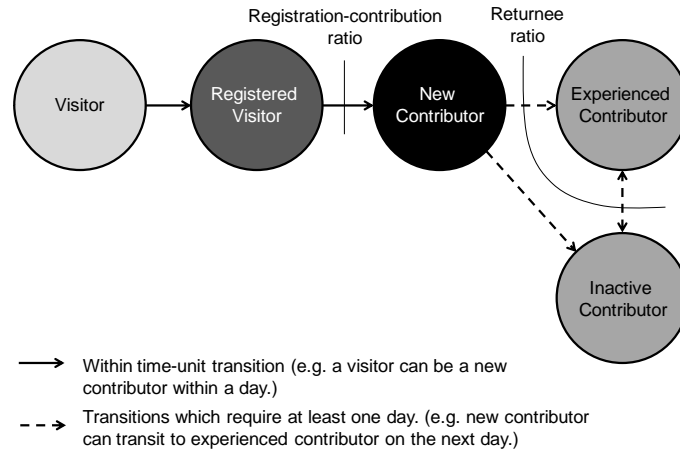 Registration-contribution
ratio
Returnee
ratio
Visitor
Registered
Visitor
New
Contributor
Experienced
Contributor
Inactive
Contributor
Within time-unit transition (e.g. a visitor can be a new
contributor within a day.)
Transitions which require at least one day. (e.g. new contributor
can transit to experienced contributor on the next day.)